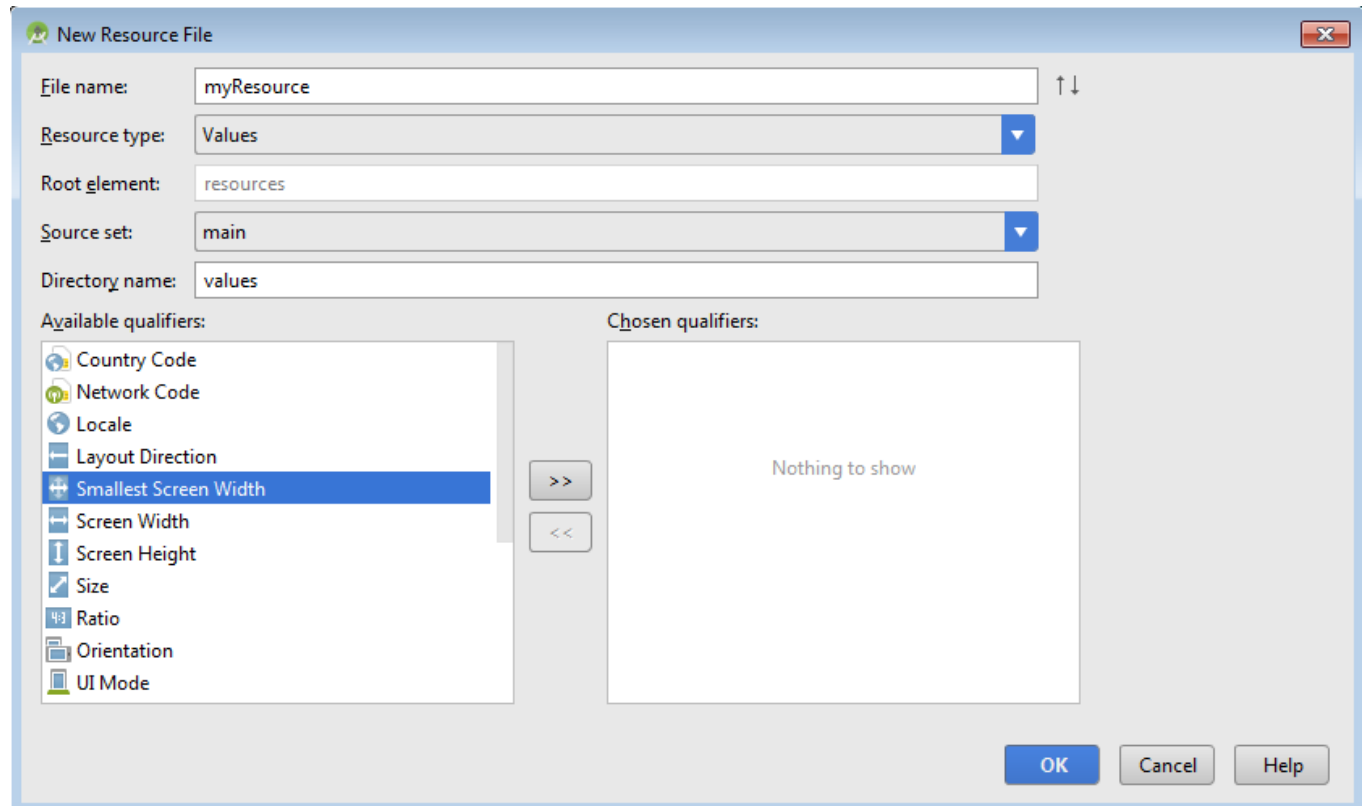 New Resource File
File name: myResource
Resource type: Values
Root element: resources
Source set: main
Directory name: values
Available qualifiers: Chosen qualifiers:
Country Code
Network Code
Locale
Layout Direction
Smallest Screen Width
Screen Width
Screen Height
Size
4:3 Ratio
Orientation
UI Mode
>>
<<
Nothing to show
OK Cancel Help